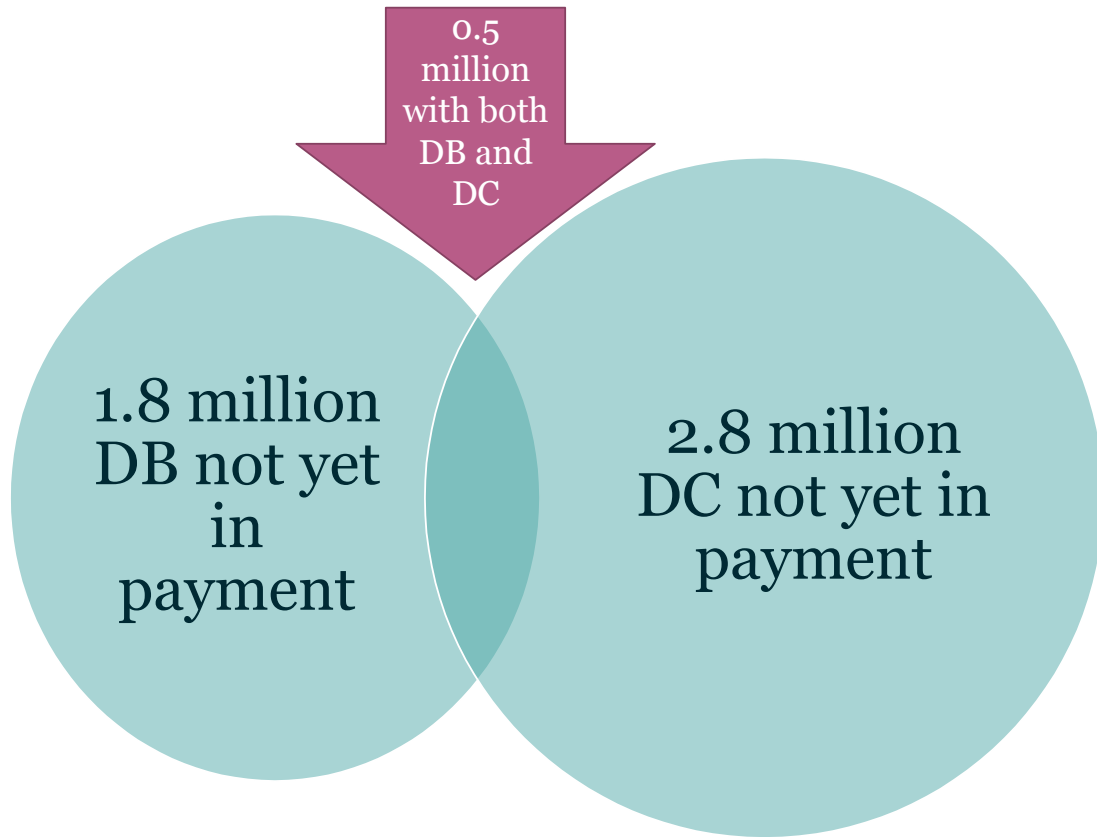 0.5
million
with both
DB and
DC
1.8 million
DB not yet
in
payment
2.8 million
DC not yet in
payment